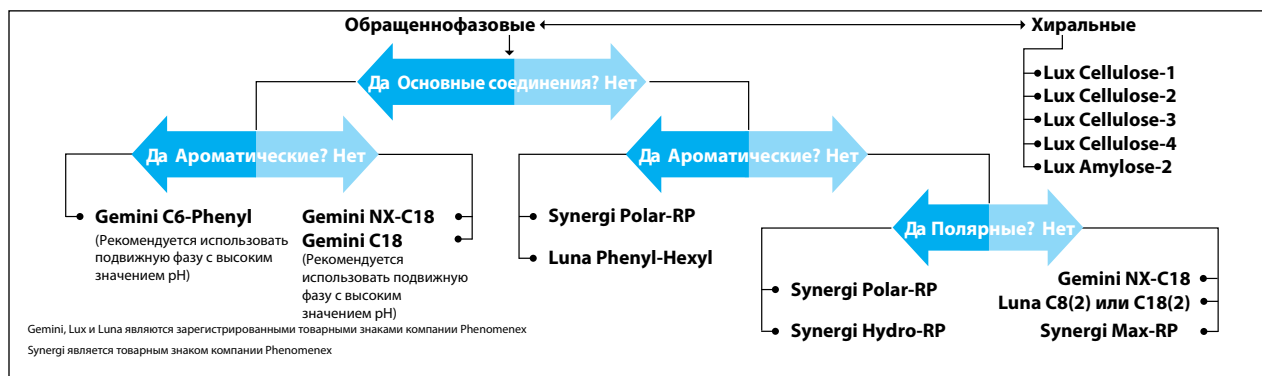 Обращеннофазовые
Хиральные
Да Основные соединения? Нет
Lux Cellulose-1
Lux Cellulose-2
Lux Cellulose-3
Lux Cellulose-4
Lux Amylose-2
Да Ароматические? Нет
Да Ароматические? Нет
Gemini C6-Phenyl
(Рекомендуется использовать
подвижную фазу с высоким
значением pH)
Gemini NX-C18
Gemini C18
(Рекомендуется
использовать подвижную
фазу с высоким
значением pH)
Synergi Polar-RP
Luna Phenyl-Hexyl
Да Полярные? Нет
Synergi Polar-RP
Synergi Hydro-RP
Gemini NX-C18
Luna C8(2) или C18(2)
Synergi Max-RP
Gemini, Lux и Luna являются зарегистрированными товарными знаками компании Phenomenex
Synergi является товарным знаком компании Phenomenex